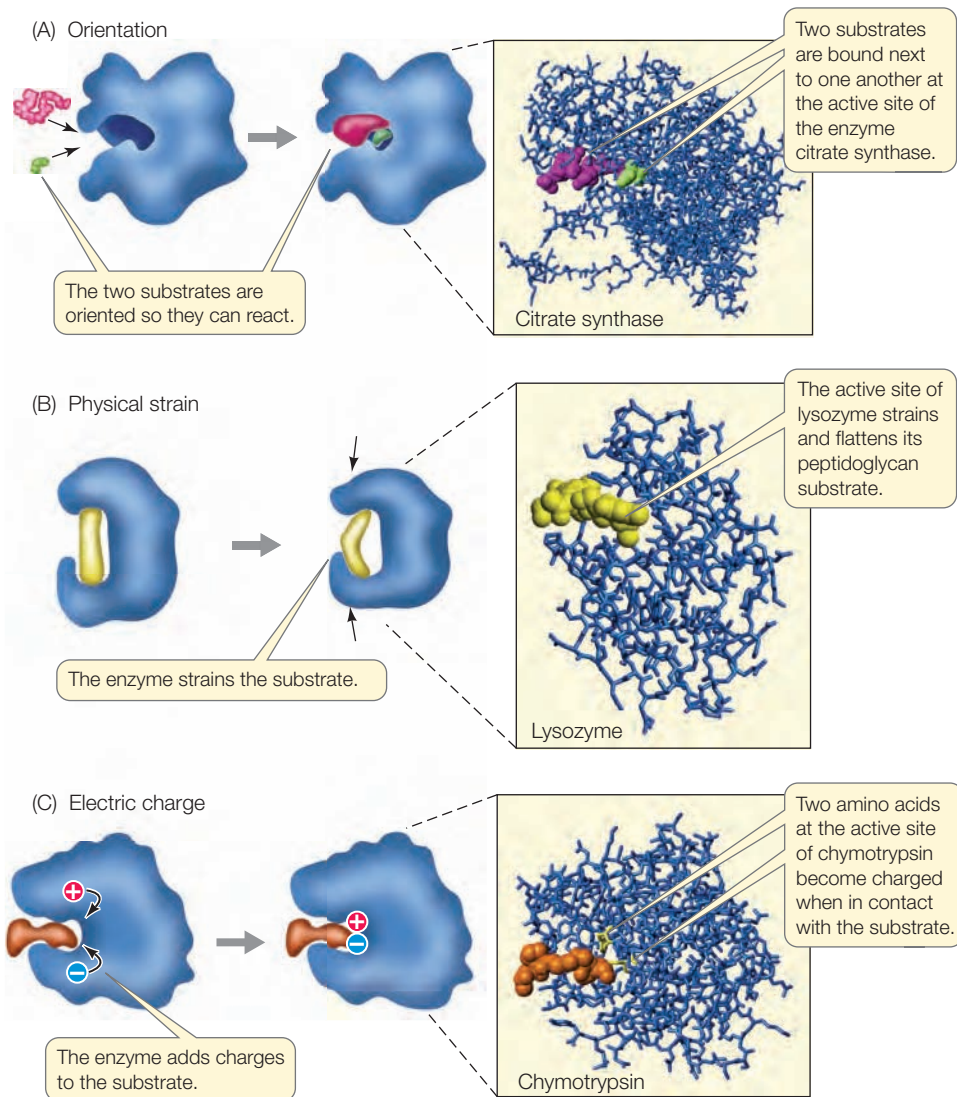 (A) Orientation
Two substrates
are bound next
to one another at
the active site of
the enzyme
citrate synthase.
The two substrates are
oriented so they can react.
Citrate synthase
(B) Physical strain
The active site of
lysozyme strains
and flattens its
peptidoglycan
substrate.
The enzyme strains the substrate.
Lysozyme
(C) Electric charge
Two amino acids
at the active site
of chymotrypsin
become charged
when in contact
with the substrate.
+
−
+
−
The enzyme adds charges
to the substrate.
Chymotrypsin